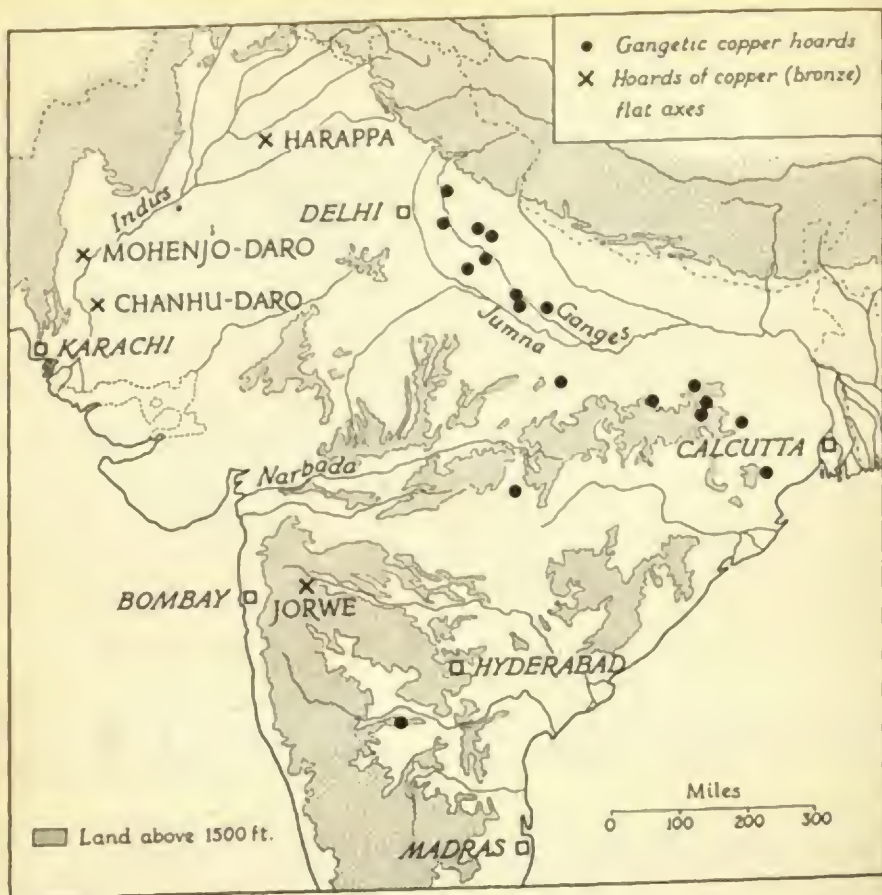 Gangetic copper hoards
Hoards of copper (bronze)
flat axes
HARAPPA
Indus
DELHI
MOHENJO-DARO
CHANHU-DARO
KARACHI
Jumna
Ganges
CALCUTTA
Narbada
BOMBAY
JORWE
HYDERABAD
Miles
0 100 200 300
Land above 1500 ft.
MADRAS